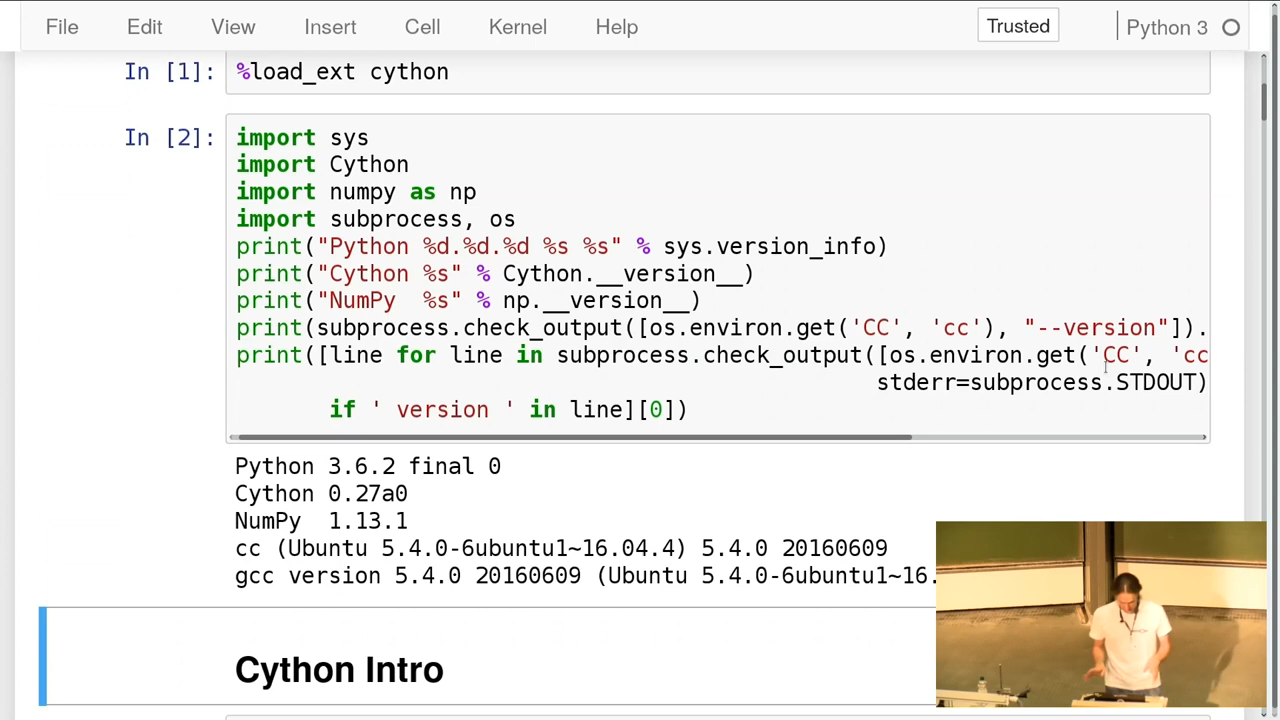 File Edit View Insert Cell Kernel Help Trusted Python 3
In [1]: %load_ext cython
In [2]: import sys
import Cython
import numpy as np
import subprocess, os
print("Python %d.%d.%d %s %s" % sys.version_info)
print("Cython %s" % Cython.__version__)
print("NumPy  %s" % np.__version__)
print(subprocess.check_output([os.environ.get('CC', 'cc'), "--version"]).
print([line for line in subprocess.check_output([os.environ.get('CC', 'cc
stderr=subprocess.STDOUT)
if ' version ' in line][0])
Python 3.6.2 final 0
Cython 0.27a0
NumPy  1.13.1
cc (Ubuntu 5.4.0-6ubuntu1~16.04.4) 5.4.0 20160609
gcc version 5.4.0 20160609 (Ubuntu 5.4.0-6ubuntu1~16.
Cython Intro